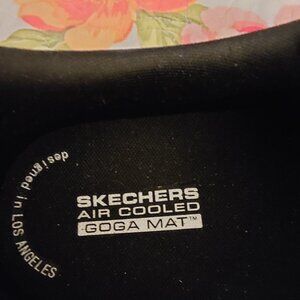 designed in LOS ANGELES
SKECHERS
AIR COOLED
GOGA MAT™